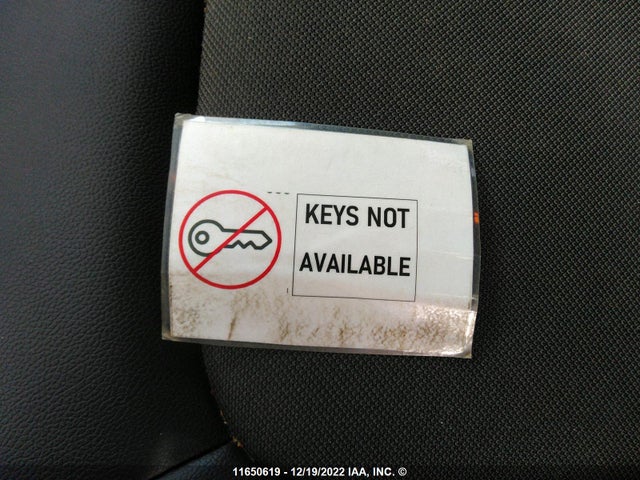 KEYS NOT
AVAILABLE
11650619 - 12/19/2022 IAA, INC. ©